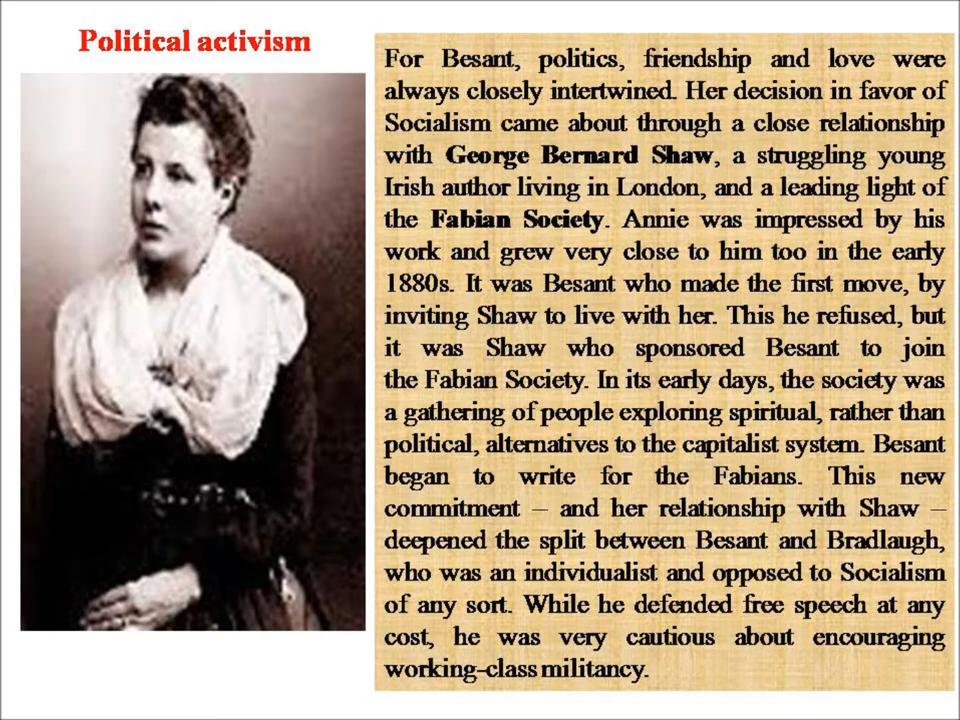 Political activism
For Besant, politics, friendship and love were
always closely intertwined. Her decision in favor of
Socialism came about through a close relationship
with George Bernard Shaw, a struggling young
Irish author living in London, and a leading light of
the Fabian Society. Annie was impressed by his
work and grew very close to him too in the early
1880s. It was Besant who made the first move, by
inviting Shaw to live with her. This he refused, but
it was Shaw who sponsored Besant to join
the Fabian Society. In its early days, the society was
a gathering of people exploring spiritual, rather than
political, alternatives to the capitalist system. Besant
began to write for the Fabians. This new
commitment – and her relationship with Shaw –
deepened the split between Besant and Bradlaugh,
who was an individualist and opposed to Socialism
of any sort. While he defended free speech at any
cost, he was very cautious about encouraging
working-class militancy.